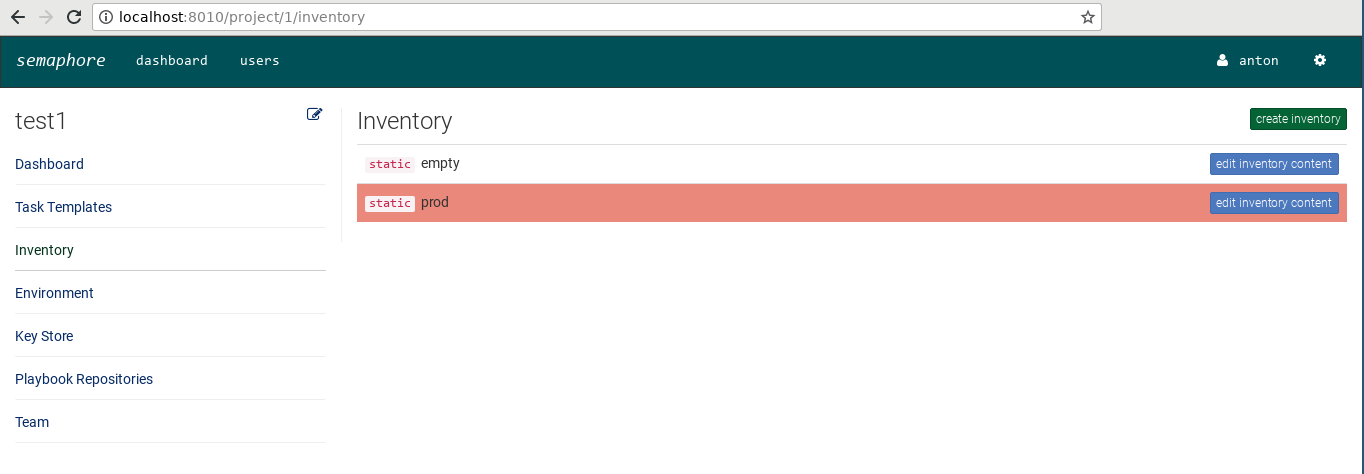 localhost:8010/project/1/inventory
semaphore dashboard users anton
test1
Dashboard
Task Templates
Inventory
Environment
Key Store
Playbook Repositories
Team
Inventory create inventory
static empty edit inventory content
static prod edit inventory content